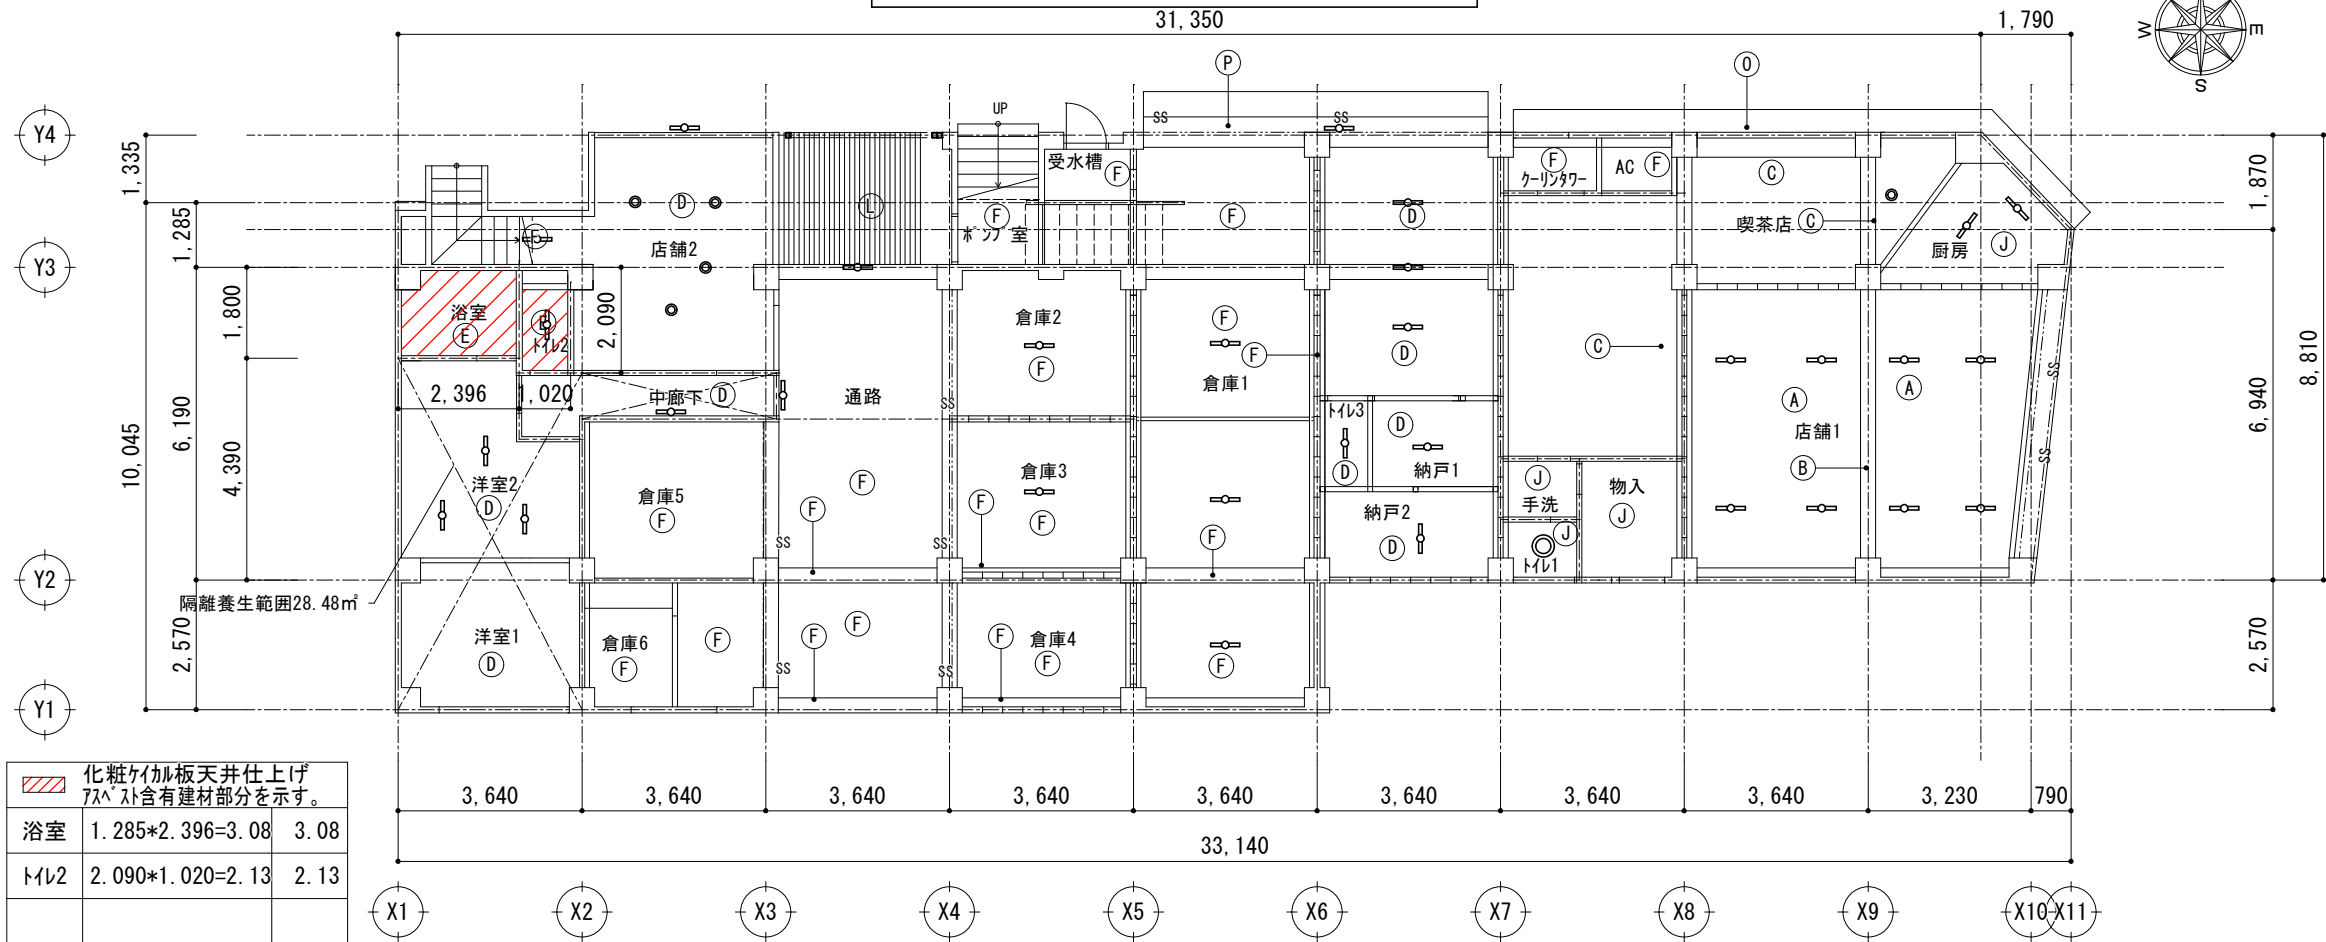 31,350
1,790
W
E
S
P
O
UP
SS
SS
Y4
1,335
受水槽
F
F
クーリンタワー
AC
F
C
1,870
D
L
F
F
D
喫茶店
C
1,285
F
店舗2
ポンプ室
厨房
J
Y3
浴室
E
E
トイレ2
1,800
2,090
倉庫2
F
F
F
倉庫1
D
C
8,810
SS
2,396
1,020
中廊下
D
通路
SS
トイレ3
D
A
A
店舗1
6,940
10,045
6,190
4,390
洋室2
D
倉庫5
F
F
F
倉庫3
F
F
D
納戸1
納戸2
D
J
手洗
J
トイレ1
物入
J
B
SS
SS
SS
F
Y2
隔離養生範囲28.48㎡
洋室1
D
倉庫6
F
F
F
F
F
倉庫4
F
F
SS
SS
2,570
2,570
Y1
化粧ケイカル板天井仕上げ
アスベスト含有建材部分を示す。
浴室 1.285*2.396=3.08 3.08
トイレ2 2.090*1.020=2.13 2.13
3,640
3,640
3,640
3,640
3,640
3,640
3,640
3,640
3,230
790
33,140
X1
X2
X3
X4
X5
X6
X7
X8
X9
X10
X11